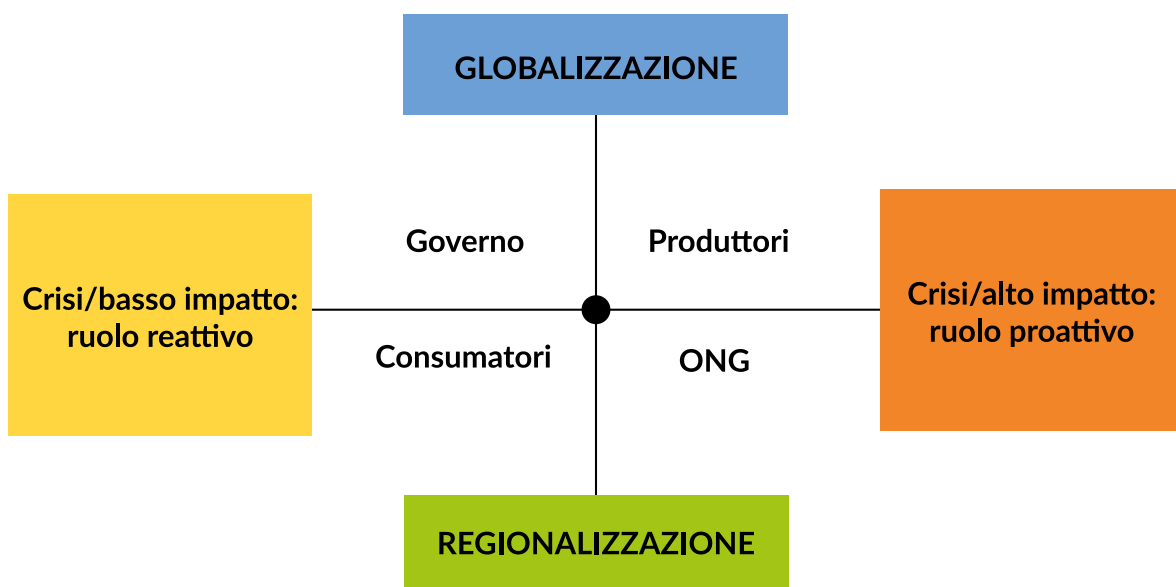 GLOBALIZZAZIONE
Governo
Produttori
Crisi/basso impatto:
ruolo reattivo
Crisi/alto impatto:
ruolo proattivo
Consumatori
ONG
REGIONALIZZAZIONE